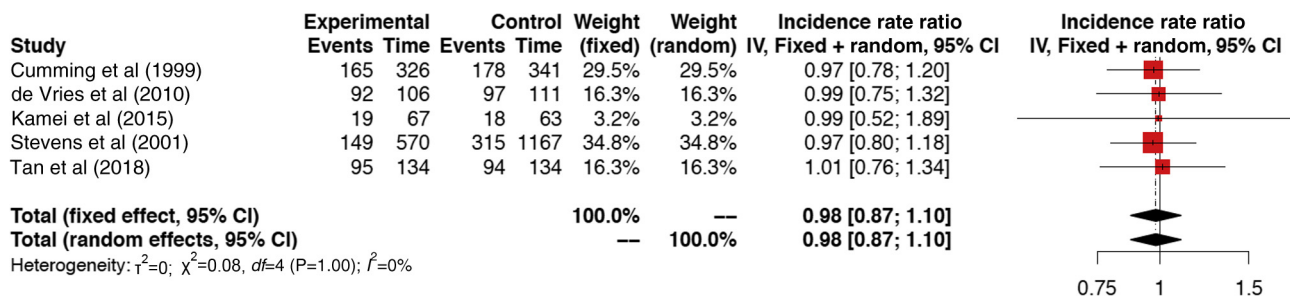 Experimental Control Weight Weight Incidence rate ratio Incidence rate ratio
Study Events Time Events Time (fixed) (random) IV, Fixed + random, 95% CI IV, Fixed + random, 95% CI
Cumming et al (1999) 165 326 178 341 29.5% 29.5% 0.97 [0.78; 1.20]
de Vries et al (2010) 92 106 97 111 16.3% 16.3% 0.99 [0.75; 1.32]
Kamei et al (2015) 19 67 18 63 3.2% 3.2% 0.99 [0.52; 1.89]
Stevens et al (2001) 149 570 315 1167 34.8% 34.8% 0.97 [0.80; 1.18]
Tan et al (2018) 95 134 94 134 16.3% 16.3% 1.01 [0.76; 1.34]
Total (fixed effect, 95% CI) 100.0% -- 0.98 [0.87; 1.10]
Total (random effects, 95% CI) -- 100.0% 0.98 [0.87; 1.10]
Heterogeneity: τ²=0; χ²=0.08, df=4 (P=1.00); I²=0%
0.75 1 1.5